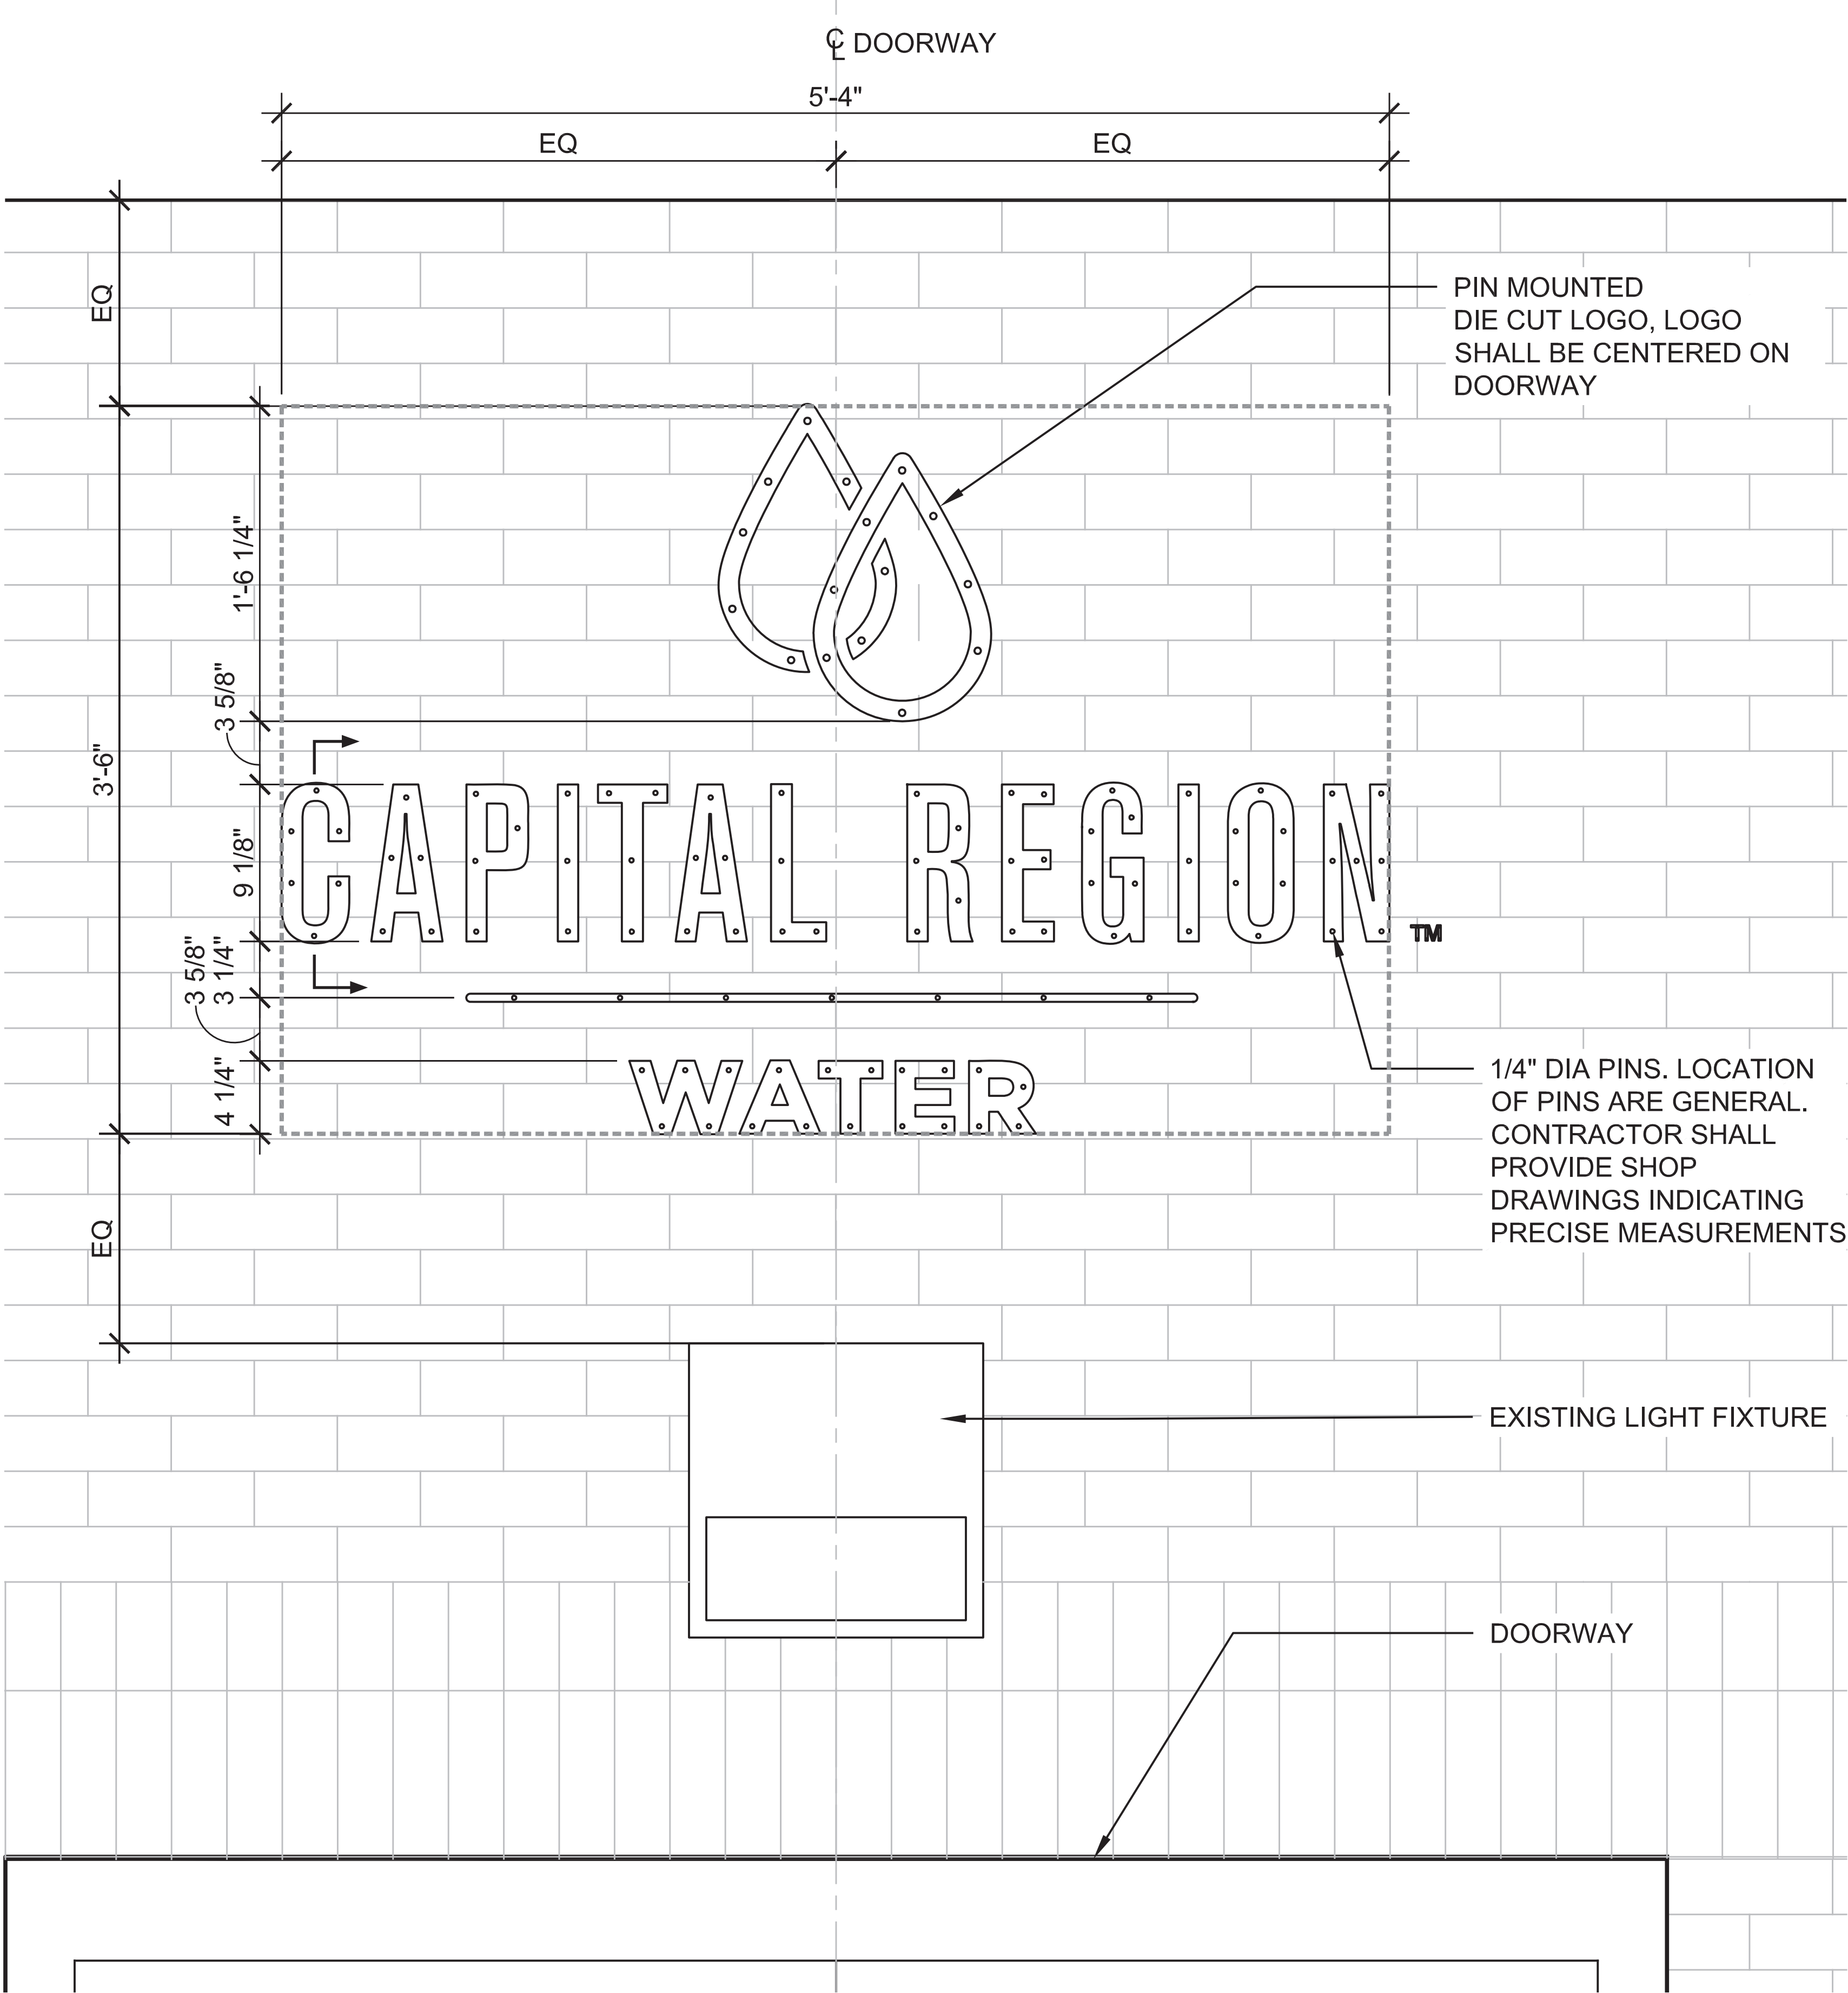 ℄ DOORWAY
5'-4"
EQ
EQ
EQ
PIN MOUNTED
DIE CUT LOGO, LOGO
SHALL BE CENTERED ON
DOORWAY
1'-6 1/4"
3 5/8"
3'-6"
CAPITAL REGION
TM
9 1/8"
3 5/8"
3 1/4"
WATER
4 1/4"
1/4" DIA PINS. LOCATION
OF PINS ARE GENERAL.
CONTRACTOR SHALL
PROVIDE SHOP
DRAWINGS INDICATING
PRECISE MEASUREMENTS
EQ
EXISTING LIGHT FIXTURE
DOORWAY